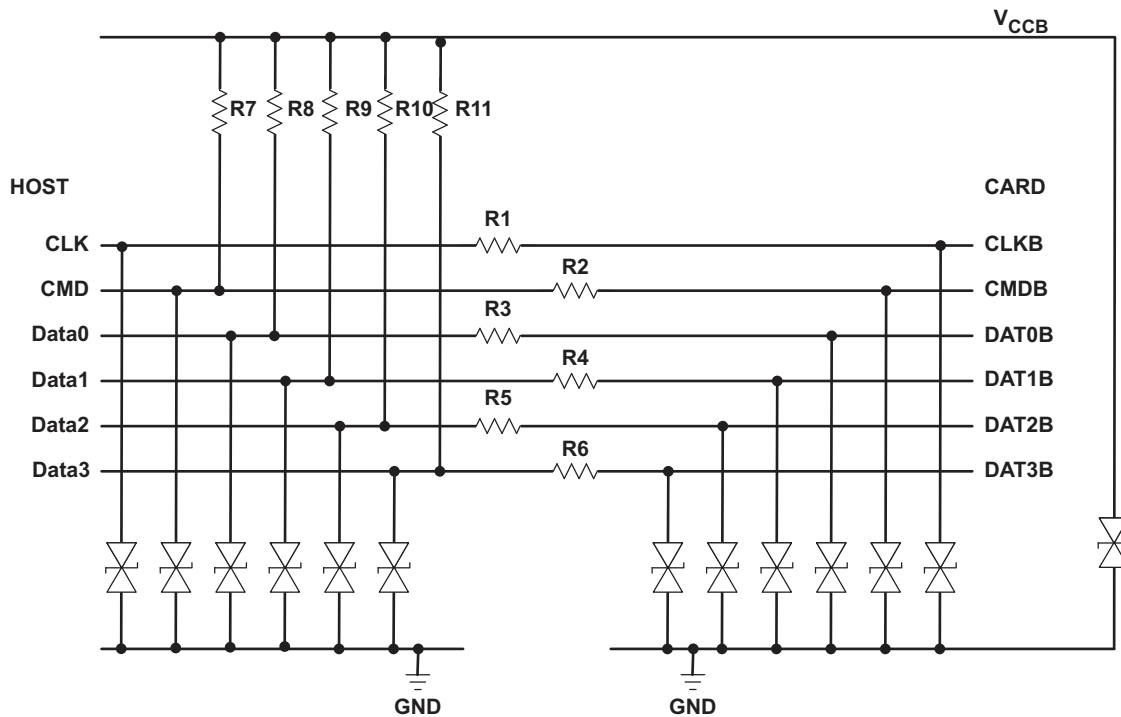 V_CCB
R7 R8 R9 R10 R11
HOST CARD
R1
CLK CLKB
R2
CMD CMDB
R3
Data0 DAT0B
R4
Data1 DAT1B
R5
Data2 DAT2B
R6
Data3 DAT3B
GND GND